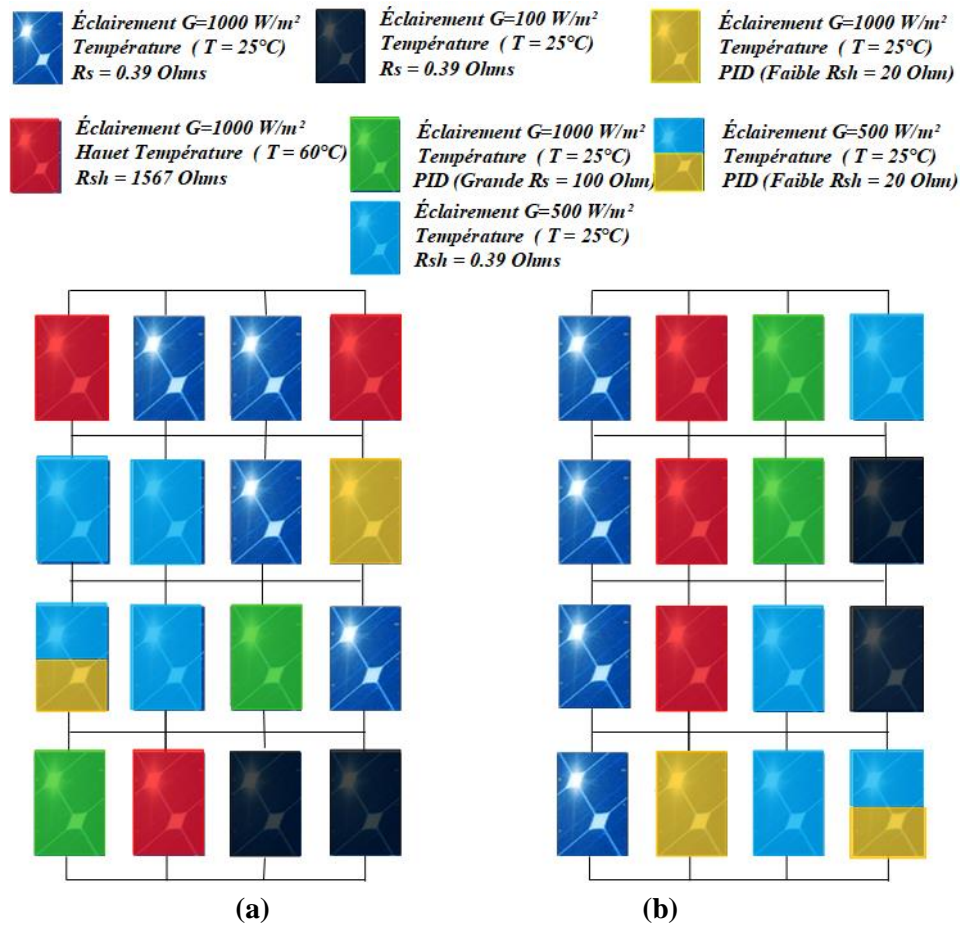 Éclairement G=1000 W/m²
Température ( T = 25°C)
Rs = 0.39 Ohms
Éclairement G=100 W/m²
Température ( T = 25°C)
Rs = 0.39 Ohms
Éclairement G=1000 W/m²
Température ( T = 25°C)
PID (Faible Rsh = 20 Ohm)
Éclairement G=1000 W/m²
Hauet Température ( T = 60°C)
Rsh = 1567 Ohms
Éclairement G=1000 W/m²
Température ( T = 25°C)
PID (Grande Rs = 100 Ohm)
Éclairement G=500 W/m²
Température ( T = 25°C)
PID (Faible Rsh = 20 Ohm)
Éclairement G=500 W/m²
Température ( T = 25°C)
Rsh = 0.39 Ohms
(a)
(b)